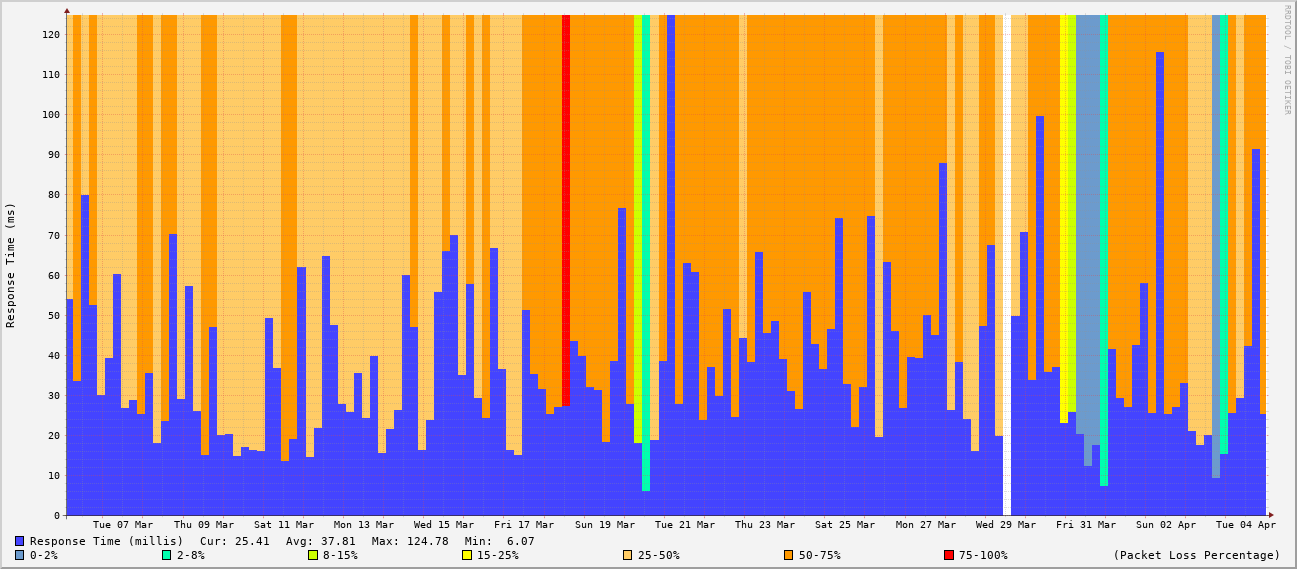 RRDTOOL / TOBI OETIKER
Response Time (ms)
120
110
100
90
80
70
60
50
40
30
20
10
0
Tue 07 Mar Thu 09 Mar Sat 11 Mar Mon 13 Mar Wed 15 Mar Fri 17 Mar Sun 19 Mar Tue 21 Mar Thu 23 Mar Sat 25 Mar Mon 27 Mar Wed 29 Mar Fri 31 Mar Sun 02 Apr Tue 04 Apr
Response Time (millis) Cur: 25.41 Avg: 37.81 Max: 124.78 Min: 6.07
0-2% 2-8% 8-15% 15-25% 25-50% 50-75% 75-100% (Packet Loss Percentage)